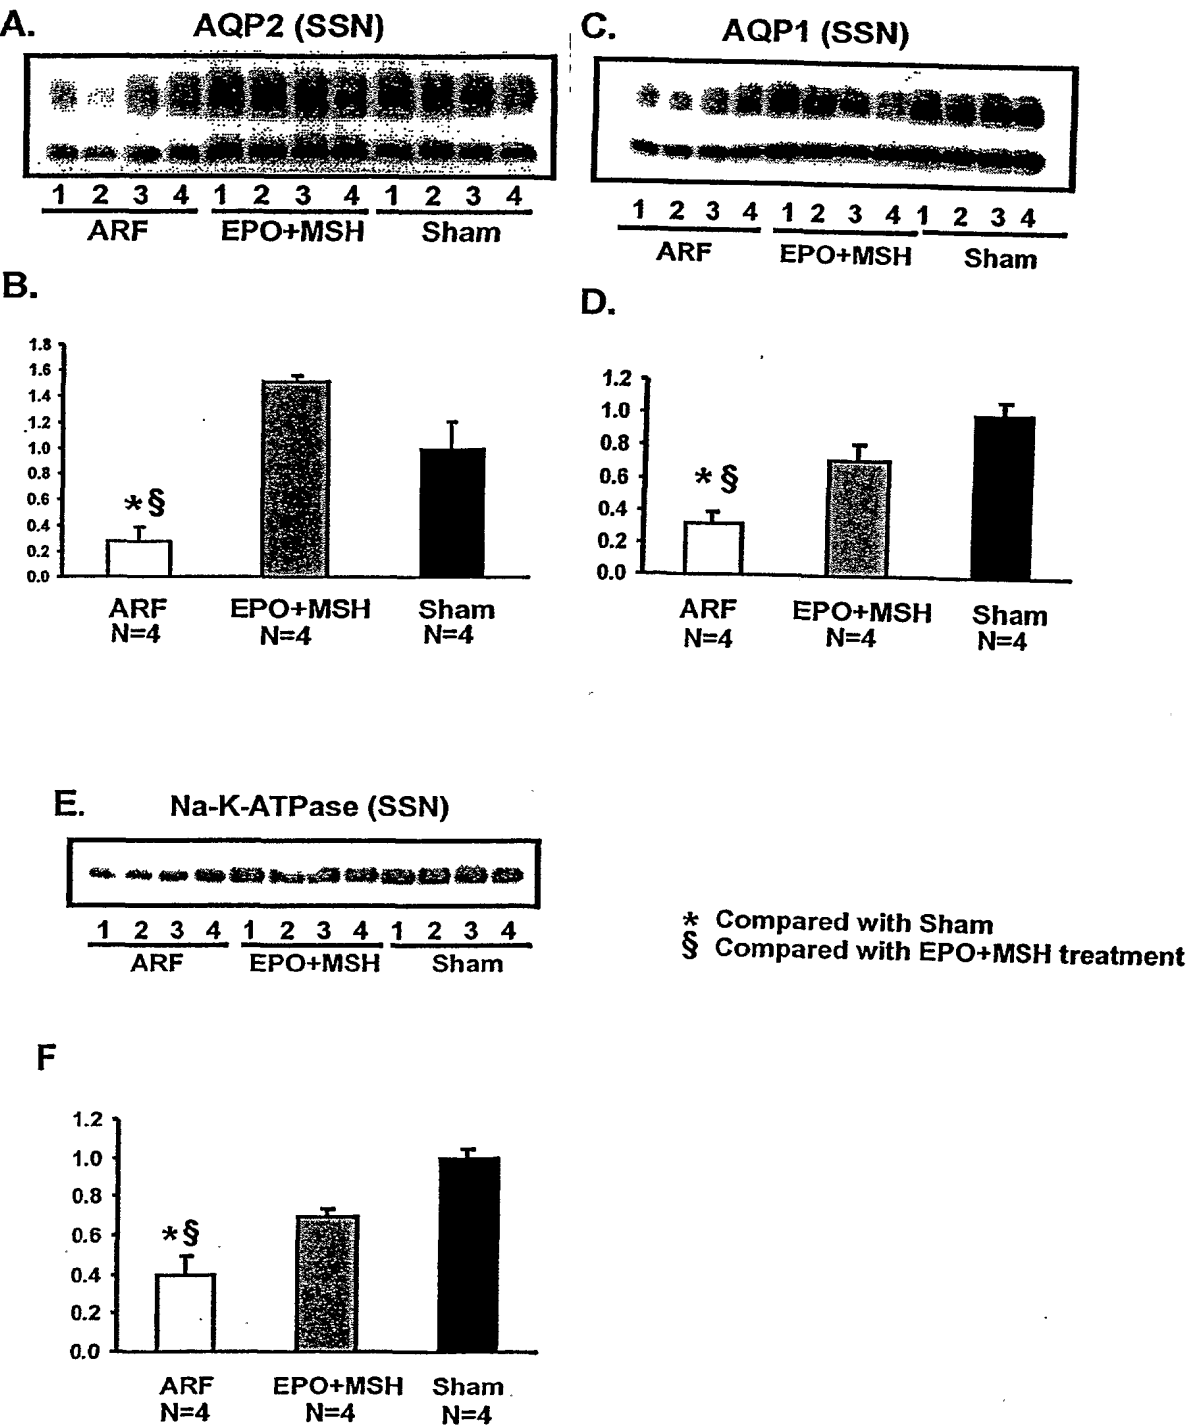 A.
AQP2 (SSN)
1 2 3 4 1 2 3 4 1 2 3 4
ARF EPO+MSH Sham
C.
AQP1 (SSN)
1 2 3 4 1 2 3 4 1 2 3 4
ARF EPO+MSH Sham
B.
1.8
1.6
1.4
1.2
1.0
0.8
0.6
0.4
0.2
0.0
*§
ARF EPO+MSH Sham
N=4 N=4 N=4
D.
1.2
1.0
0.8
0.6
0.4
0.2
0.0
*§
ARF EPO+MSH Sham
N=4 N=4 N=4
E.
Na-K-ATPase (SSN)
1 2 3 4 1 2 3 4 1 2 3 4
ARF EPO+MSH Sham
* Compared with Sham
§ Compared with EPO+MSH treatment
F
1.2
1.0
0.8
0.6
0.4
0.2
0.0
*§
ARF EPO+MSH Sham
N=4 N=4 N=4